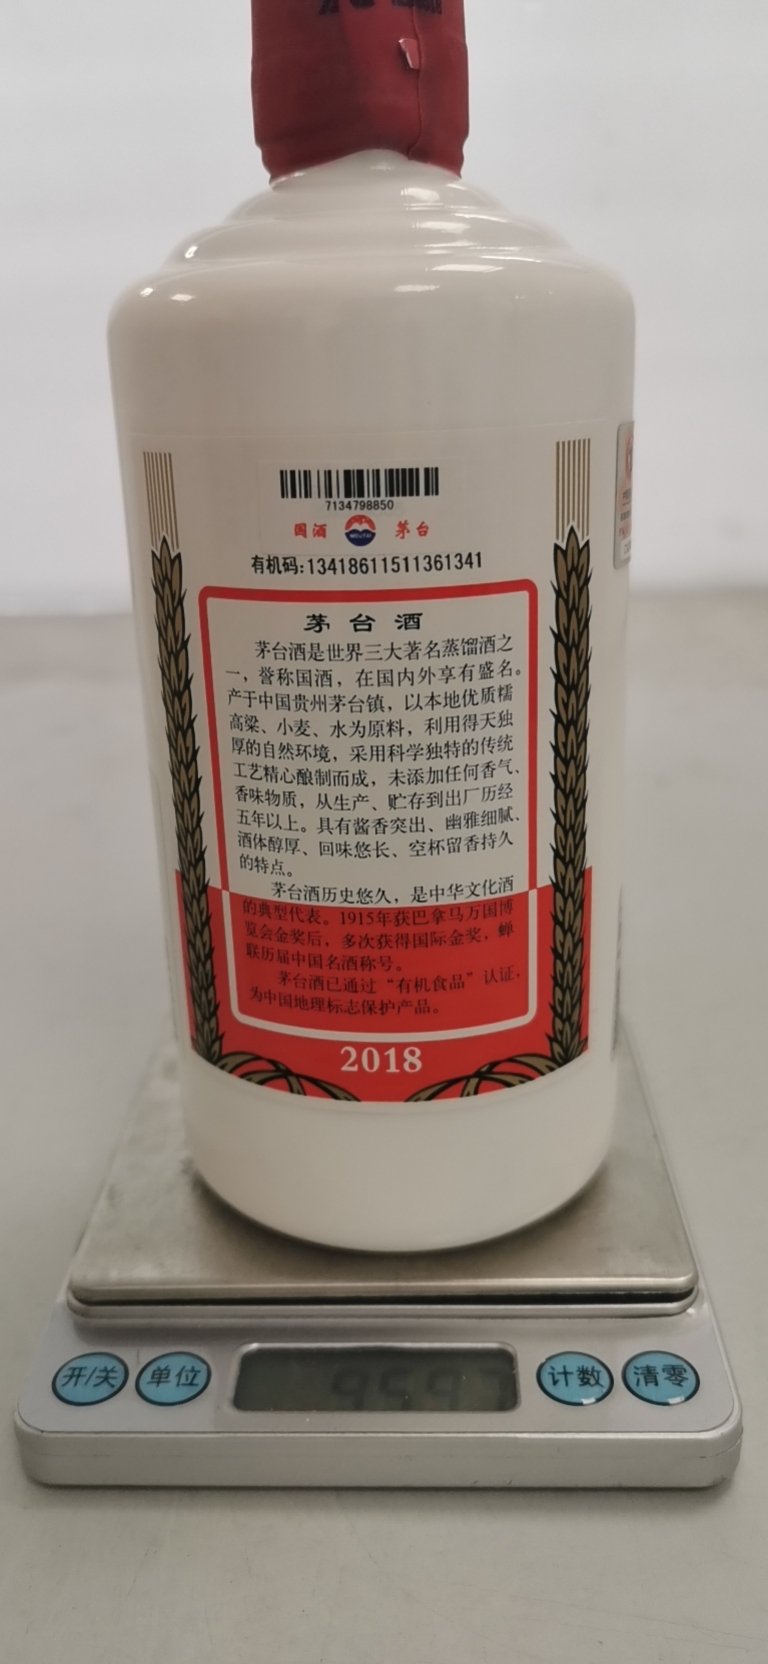 7134798850
国酒 MOUTAI 茅台
有机码:13418611511361341
茅台酒
茅台酒是世界三大著名蒸馏酒之
一，誉称国酒，在国内外享有盛名。
产于中国贵州茅台镇，以本地优质糯
高粱、小麦、水为原料，利用得天独
厚的自然环境，采用科学独特的传统
工艺精心酿制而成，未添加任何香气、
香味物质，从生产、贮存到出厂历经
五年以上。具有酱香突出、幽雅细腻、
酒体醇厚、回味悠长、空杯留香持久
的特点。
茅台酒历史悠久，是中华文化酒
的典型代表。1915年获巴拿马万国博
览会金奖后，多次获得国际金奖，蝉
联历届中国名酒称号。
茅台酒已通过“有机食品”认证，
为中国地理标志保护产品。
2018
开/关 单位 计数 清零